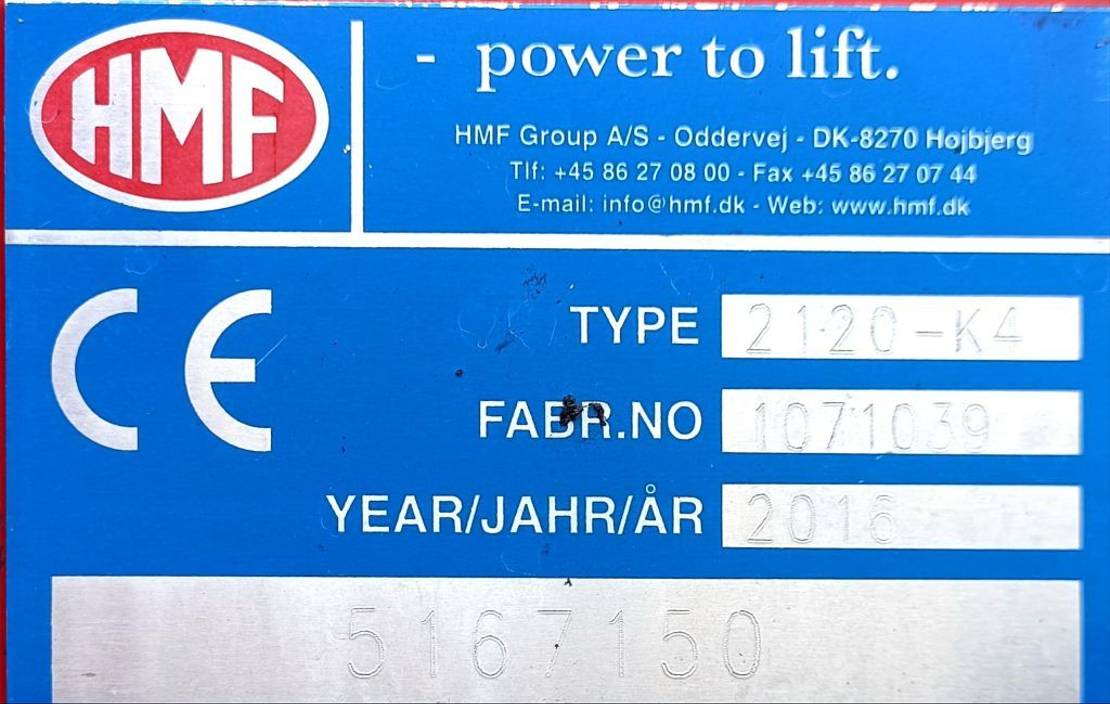 HMF
- power to lift.
HMF Group A/S - Oddervej - DK-8270 Hojbjerg
Tlf: +45 86 27 08 00 - Fax +45 86 27 07 44
E-mail: info@hmf.dk - Web: www.hmf.dk
CE
TYPE 2120-K4
FABR.NO 1071039
YEAR/JAHR/ÅR 2016
5167150